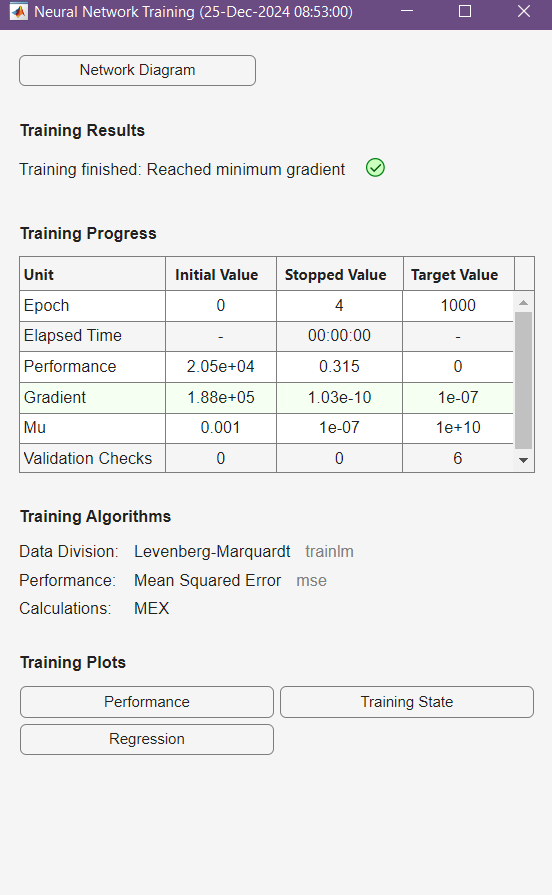 Neural Network Training (25-Dec-2024 08:53:00)
Network Diagram
Training Results
Training finished: Reached minimum gradient
Training Progress
Unit Initial Value Stopped Value Target Value
Epoch 0 4 1000
Elapsed Time - 00:00:00 -
Performance 2.05e+04 0.315 0
Gradient 1.88e+05 1.03e-10 1e-07
Mu 0.001 1e-07 1e+10
Validation Checks 0 0 6
Training Algorithms
Data Division: Levenberg-Marquardt trainlm
Performance: Mean Squared Error mse
Calculations: MEX
Training Plots
Performance Training State
Regression